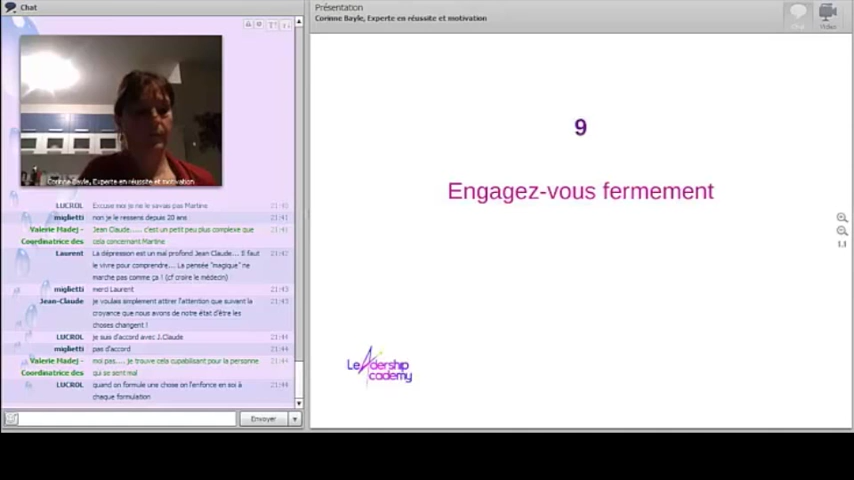 Chat
Corinne Bayle, Experte en réussite et motivation
LUCROL Excuse moi je ne le savais pas Martine 21:40
miglietti non je le ressens depuis 20 ans 21:41
Valerie Madej - Jean Claude..... c'est un petit peu plus complexe que 21:41
Coordinatrice des cela concernant Martine
Laurent La dépression est un mal profond Jean Claude... Il faut 21:42
le vivre pour comprendre... La pensée "magique" ne
marche pas comme ça ! (cf croire le médecin)
miglietti merci Laurent 21:43
Jean-Claude je voulais simplement attirer l'attention que suivant la 21:43
croyance que nous avons de notre état d'être les
choses changent !
LUCROL je suis d'accord avec J.Claude 21:44
miglietti pas d'accord 21:44
Valerie Madej - moi pas.... je trouve cela culpabilisant pour la personne 21:44
Coordinatrice des qui se sent mal
LUCROL quand on formule une chose on l'enfonce en soi à 21:44
chaque formulation
Envoyer
Présentation
Corinne Bayle, Experte en réussite et motivation
Chat
Video
9
Engagez-vous fermement
Leadership
Academy
1:1